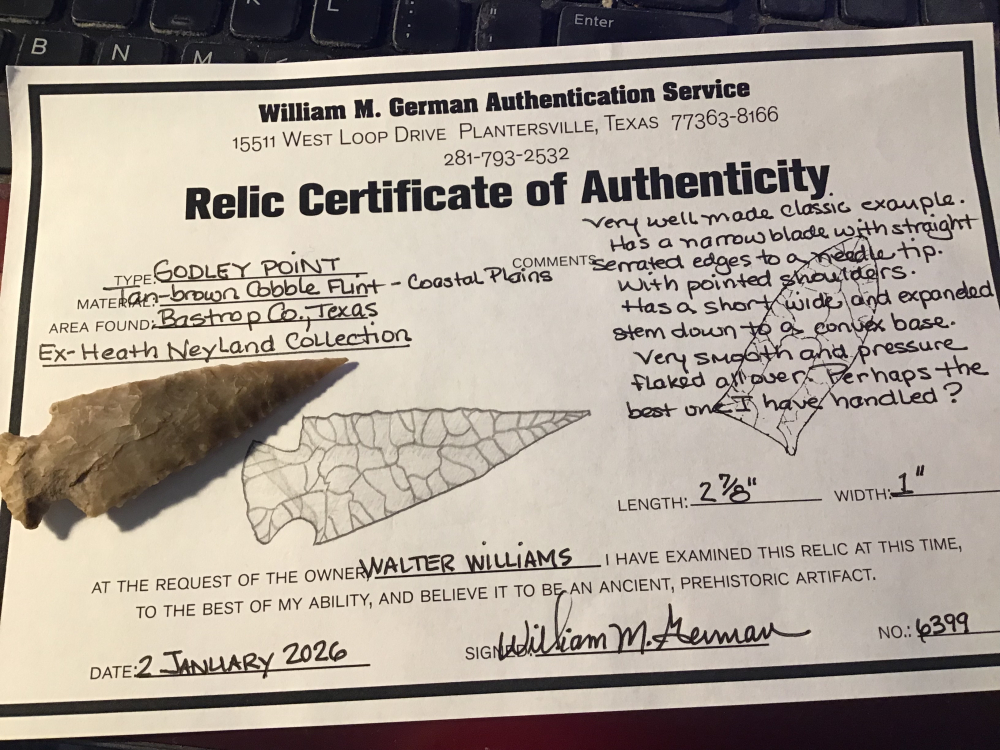 K L : ; " Enter
B N M
William M. German Authentication Service
15511 WEST LOOP DRIVE PLANTERSVILLE, TEXAS 77363-8166
281-793-2532
Relic Certificate of Authenticity
TYPE: GODLEY POINT
MATERIAL: Tan-brown Cobble Flint - Coastal Plains
AREA FOUND: Bastrop Co., Texas
Ex-Heath Neyland Collection
COMMENTS: Very well made classic example.
Has a narrow blade with straight
serrated edges to a needle tip.
With pointed shoulders.
Has a short wide and expanded
stem down to a convex base.
Very smooth and pressure
flaked all over. Perhaps the
best one I have handled?
LENGTH: 2 7/8" WIDTH: 1"
AT THE REQUEST OF THE OWNER, WALTER WILLIAMS I HAVE EXAMINED THIS RELIC AT THIS TIME,
TO THE BEST OF MY ABILITY, AND BELIEVE IT TO BE AN ANCIENT, PREHISTORIC ARTIFACT.
DATE: 2 JANUARY 2026 SIGNED: William M. German NO.: 6399